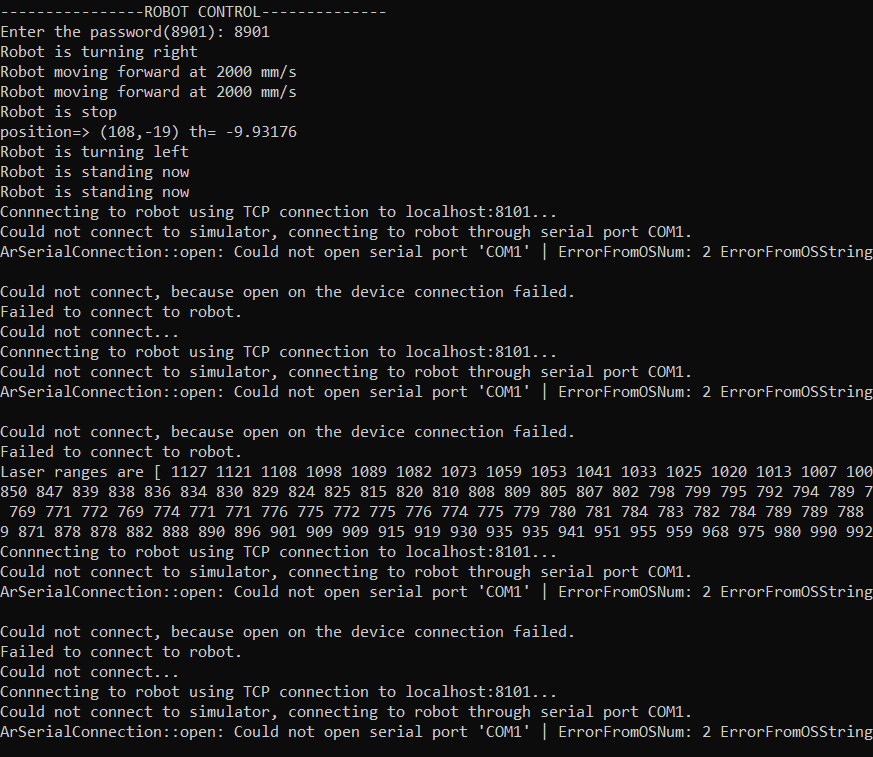 ----------------ROBOT CONTROL--------------
Enter the password(8901): 8901
Robot is turning right
Robot moving forward at 2000 mm/s
Robot moving forward at 2000 mm/s
Robot is stop
position=> (108,-19) th= -9.93176
Robot is turning left
Robot is standing now
Robot is standing now
Connnecting to robot using TCP connection to localhost:8101...
Could not connect to simulator, connecting to robot through serial port COM1.
ArSerialConnection::open: Could not open serial port 'COM1' | ErrorFromOSNum: 2 ErrorFromOSString
Could not connect, because open on the device connection failed.
Failed to connect to robot.
Could not connect...
Connnecting to robot using TCP connection to localhost:8101...
Could not connect to simulator, connecting to robot through serial port COM1.
ArSerialConnection::open: Could not open serial port 'COM1' | ErrorFromOSNum: 2 ErrorFromOSString
Could not connect, because open on the device connection failed.
Failed to connect to robot.
Laser ranges are [ 1127 1121 1108 1098 1089 1082 1073 1059 1053 1041 1033 1025 1020 1013 1007 100
850 847 839 838 836 834 830 829 824 825 815 820 810 808 809 805 807 802 798 799 795 792 794 789 7
769 771 772 769 774 771 771 776 775 772 775 776 774 775 779 780 781 784 783 782 784 789 789 788
9 871 878 878 882 888 890 896 901 909 909 915 919 930 935 935 941 951 955 959 968 975 980 990 992
Connnecting to robot using TCP connection to localhost:8101...
Could not connect to simulator, connecting to robot through serial port COM1.
ArSerialConnection::open: Could not open serial port 'COM1' | ErrorFromOSNum: 2 ErrorFromOSString
Could not connect, because open on the device connection failed.
Failed to connect to robot.
Could not connect...
Connnecting to robot using TCP connection to localhost:8101...
Could not connect to simulator, connecting to robot through serial port COM1.
ArSerialConnection::open: Could not open serial port 'COM1' | ErrorFromOSNum: 2 ErrorFromOSString